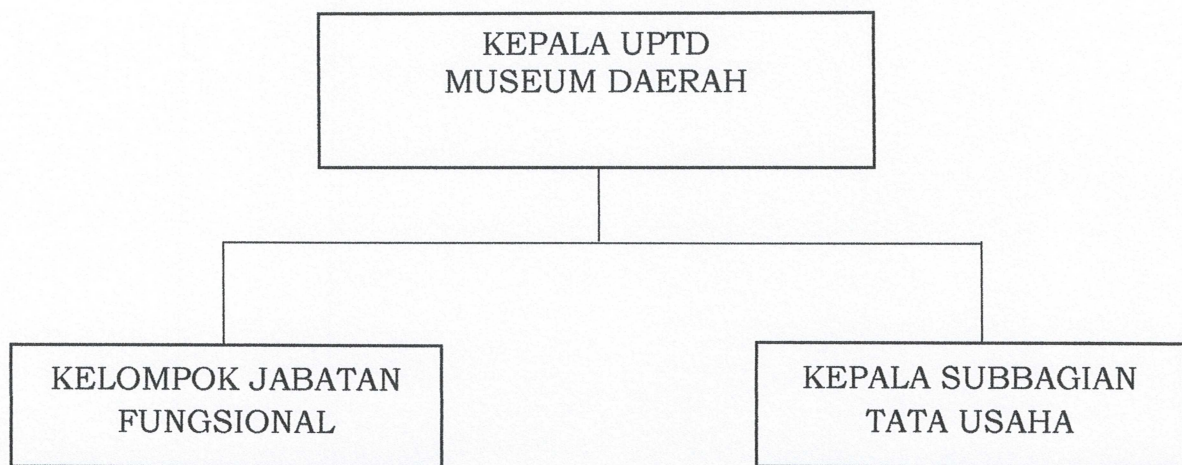 KEPALA UPTD
MUSEUM DAERAH
KELOMPOK JABATAN
FUNGSIONAL
KEPALA SUBBAGIAN
TATA USAHA